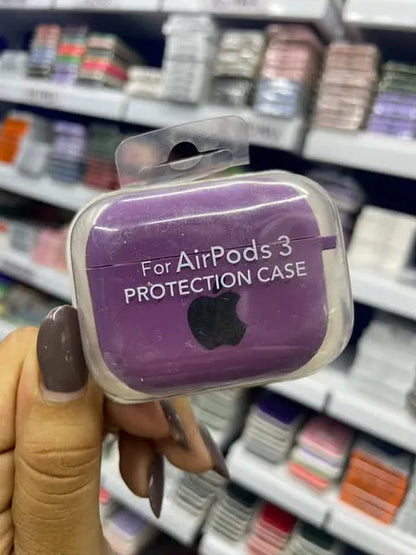 For AirPods 3
PROTECTION CASE